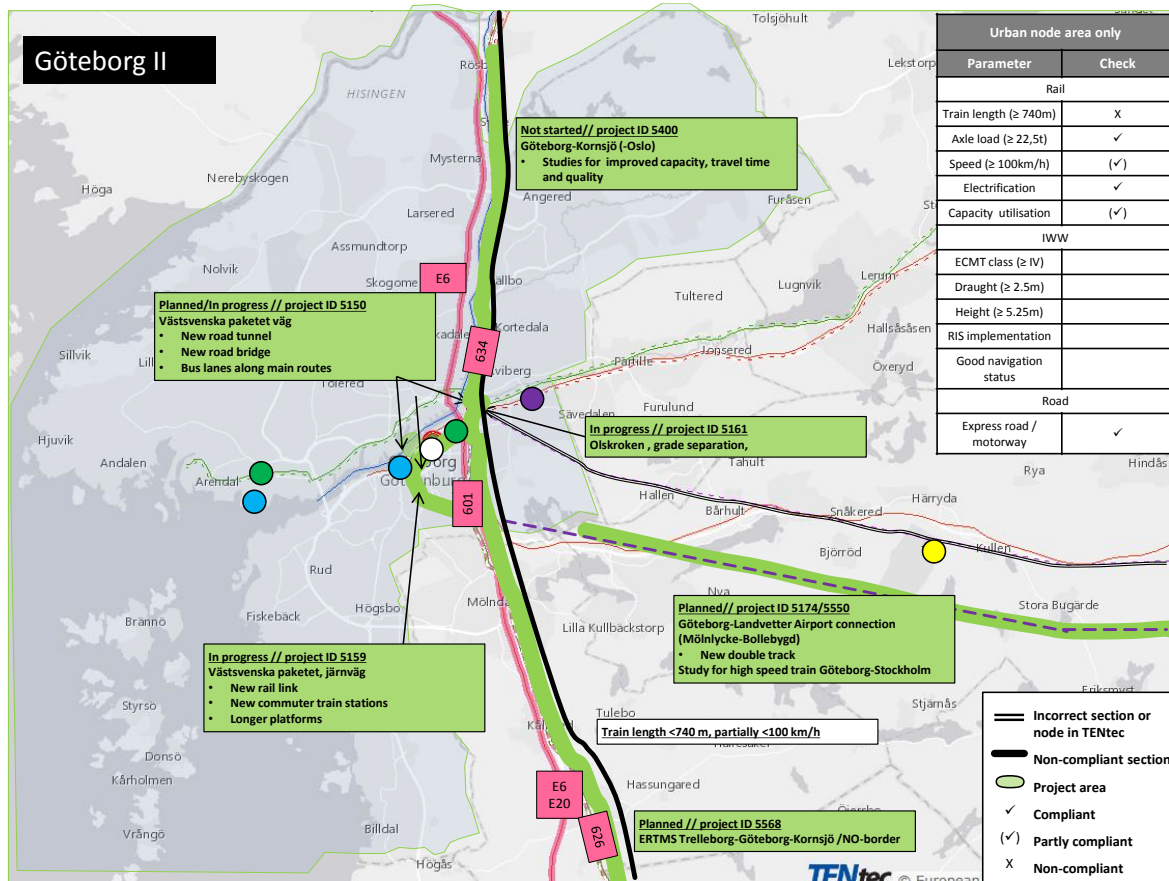 Göteborg II
Urban node area only
Parameter Check
Rail
Train length (≥ 740m) X
Axle load (≥ 22,5t) ✓
Speed (≥ 100km/h) (✓)
Electrification ✓
Capacity utilisation (✓)
IWW
ECMT class (≥ IV)
Draught (≥ 2.5m)
Height (≥ 5.25m)
RIS implementation
Good navigation
status
Road
Express road /
motorway ✓
Tolsjöhult
Lekstorp
HISINGEN
Not started// project ID 5400
Göteborg-Kornsjö (-Oslo)
• Studies for improved capacity, travel time
and quality
Mysterna
Nerebyskogen
Höga
Angered
Furåsen
Larsered
Assmundtorp
Nolvik
Skogome
E6
Lerum
Lugnvik
Tultered
Planned/In progress // project ID 5150
Västsvenska paketet väg
• New road tunnel
• New road bridge
• Bus lanes along main routes
Kortedala
Hallsåsåsen
634
Jonsered
Partille
Öxeryd
Sillvik
Tolered
Sävedalen
Furulund
In progress // project ID 5161
Olskroken , grade separation,
Hjuvik
Andalen
Arendal
Tahult
Rya
Hindås
601
Hallen
Bårhult
Snåkered
Härryda
Björröd
Kullen
Rud
Högsbo
Fiskebäck
Nya
Stora Bugärde
Brännö
Lilla Kullbäckstorp
Planned// project ID 5174/5550
Göteborg-Landvetter Airport connection
(Mölnlycke-Bollebygd)
• New double track
Study for high speed train Göteborg-Stockholm
In progress // project ID 5159
Västsvenska paketet, järnväg
• New rail link
• New commuter train stations
• Longer platforms
Styrsö
Stjärnås
Tulebo
Train length <740 m, partially <100 km/h
Donsö
Kårholmen
Hassungared
E6
E20
626
Vrångö
Billdal
Högås
Planned // project ID 5568
ERTMS Trelleborg-Göteborg-Kornsjö /NO-border
Incorrect section or
node in TENtec
Non-compliant section
Project area
✓ Compliant
(✓) Partly compliant
X Non-compliant
TENtec © European